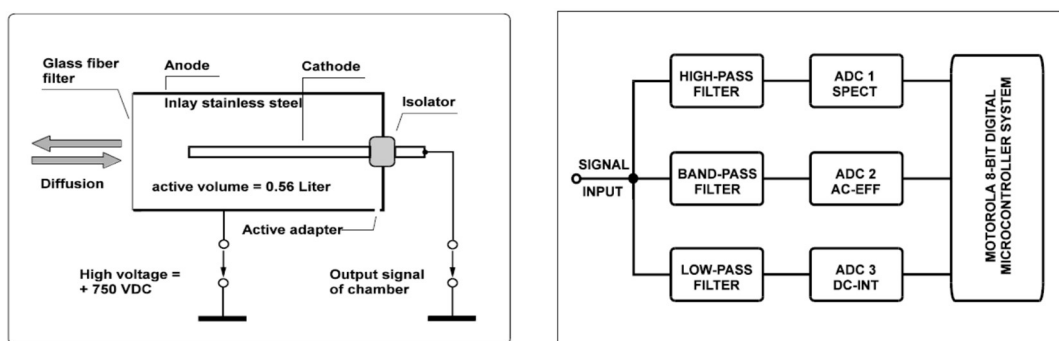 Glass fiber
filter
Anode
Cathode
Inlay stainless steel
Isolator
Diffusion
active volume = 0.56 Liter
Active adapter
High voltage =
+ 750 VDC
Output signal
of chamber
SIGNAL
INPUT
HIGH-PASS
FILTER
ADC 1
SPECT
BAND-PASS
FILTER
ADC 2
AC-EFF
LOW-PASS
FILTER
ADC 3
DC-INT
MOTOROLA 8-BIT DIGITAL
MICROCONTROLLER SYSTEM